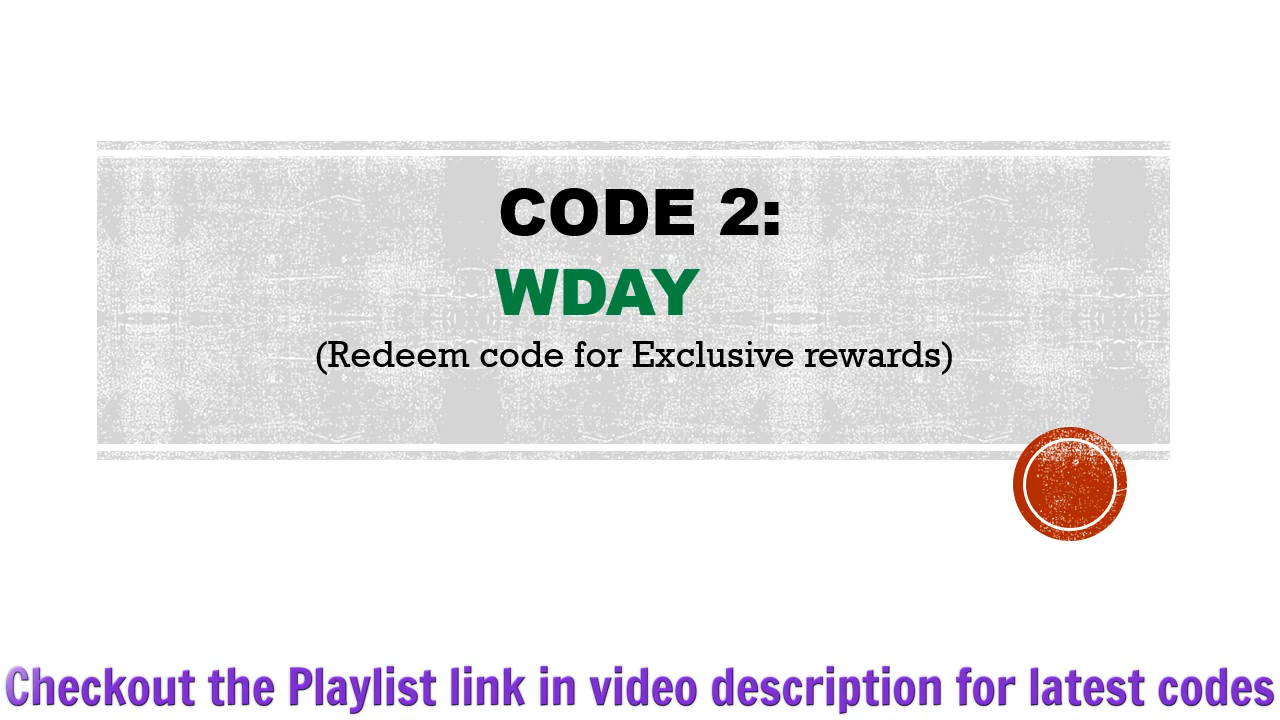 CODE 2:
WDAY
(Redeem code for Exclusive rewards)
Checkout the Playlist link in video description for latest codes